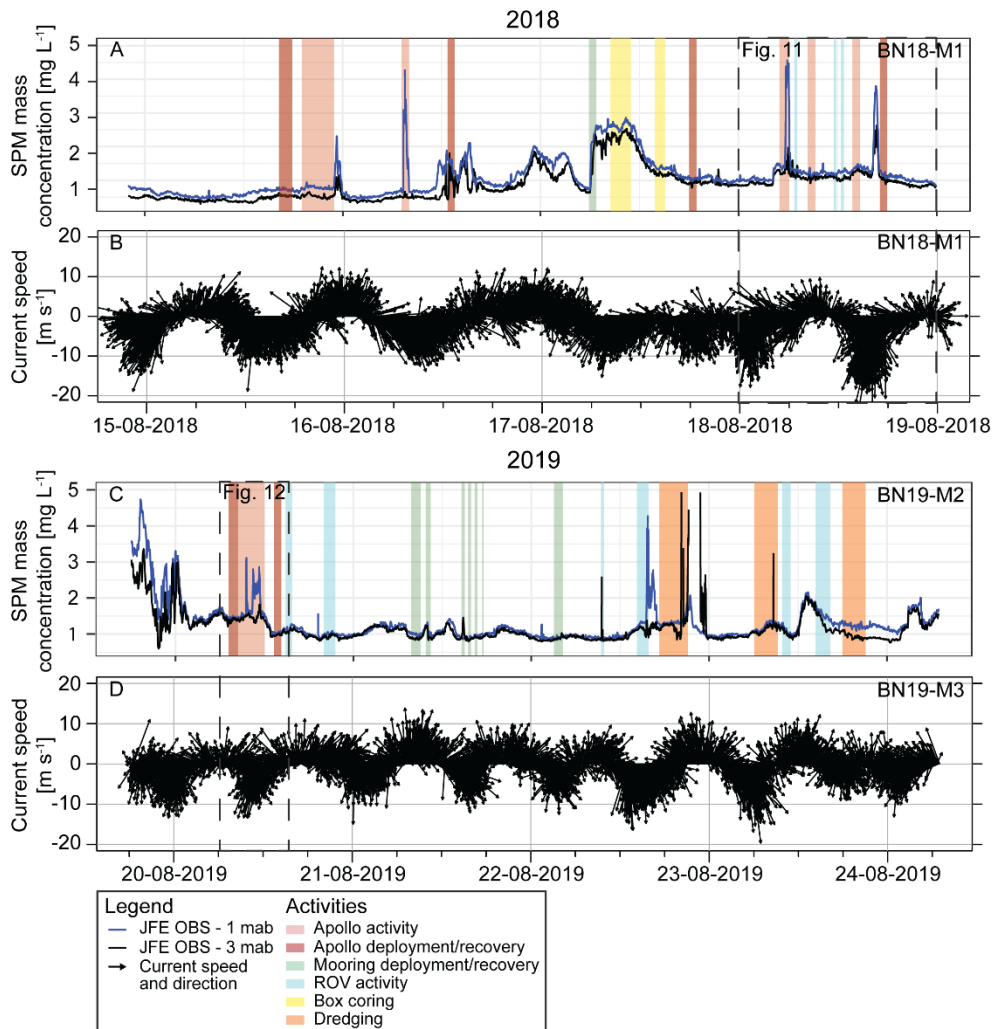 2018
A
Fig. 11
BN18-M1
SPM mass
concentration [mg L⁻¹]
5
4
3
2
1
B
BN18-M1
Current speed
[m s⁻¹]
20
10
0
-10
-20
15-08-2018
16-08-2018
17-08-2018
18-08-2018
19-08-2018
2019
C
Fig. 12
BN19-M2
SPM mass
concentration [mg L⁻¹]
5
4
3
2
1
D
BN19-M3
Current speed
[m s⁻¹]
20
10
0
-10
-20
20-08-2019
21-08-2019
22-08-2019
23-08-2019
24-08-2019
Legend
JFE OBS - 1 mab
JFE OBS - 3 mab
Current speed
and direction
Activities
Apollo activity
Apollo deployment/recovery
Mooring deployment/recovery
ROV activity
Box coring
Dredging